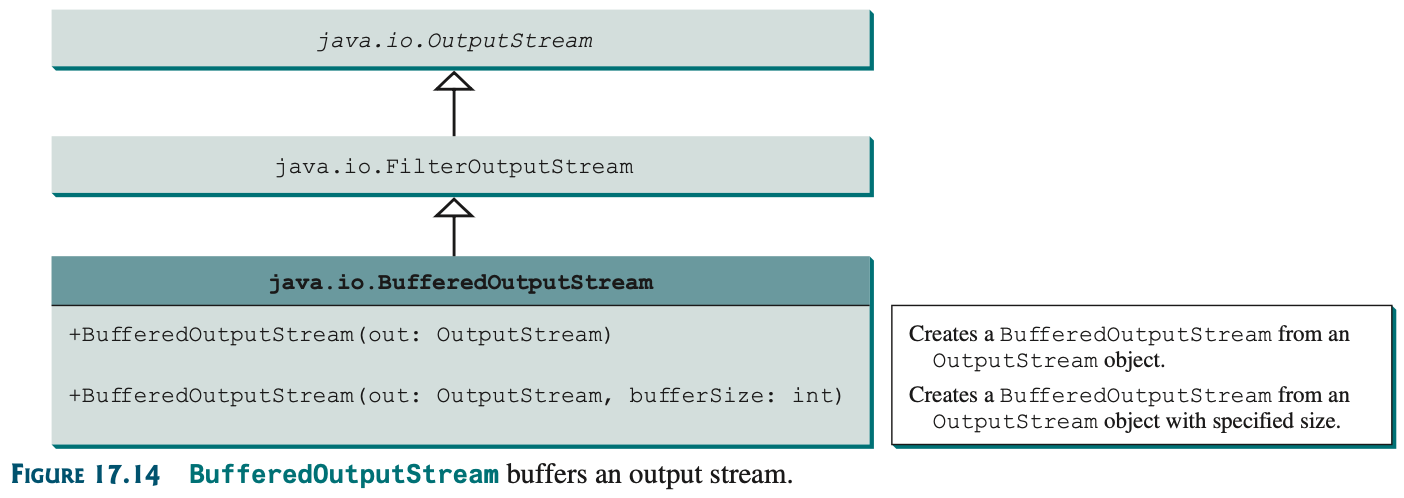 java.io.OutputStream
java.io.FilterOutputStream
java.io.BufferedOutputStream
+BufferedOutputStream(out: OutputStream)
+BufferedOutputStream(out: OutputStream, bufferSize: int)
Creates a BufferedOutputStream from an
OutputStream object.
Creates a BufferedOutputStream from an
OutputStream object with specified size.
FIGURE 17.14 BufferedOutputStream buffers an output stream.